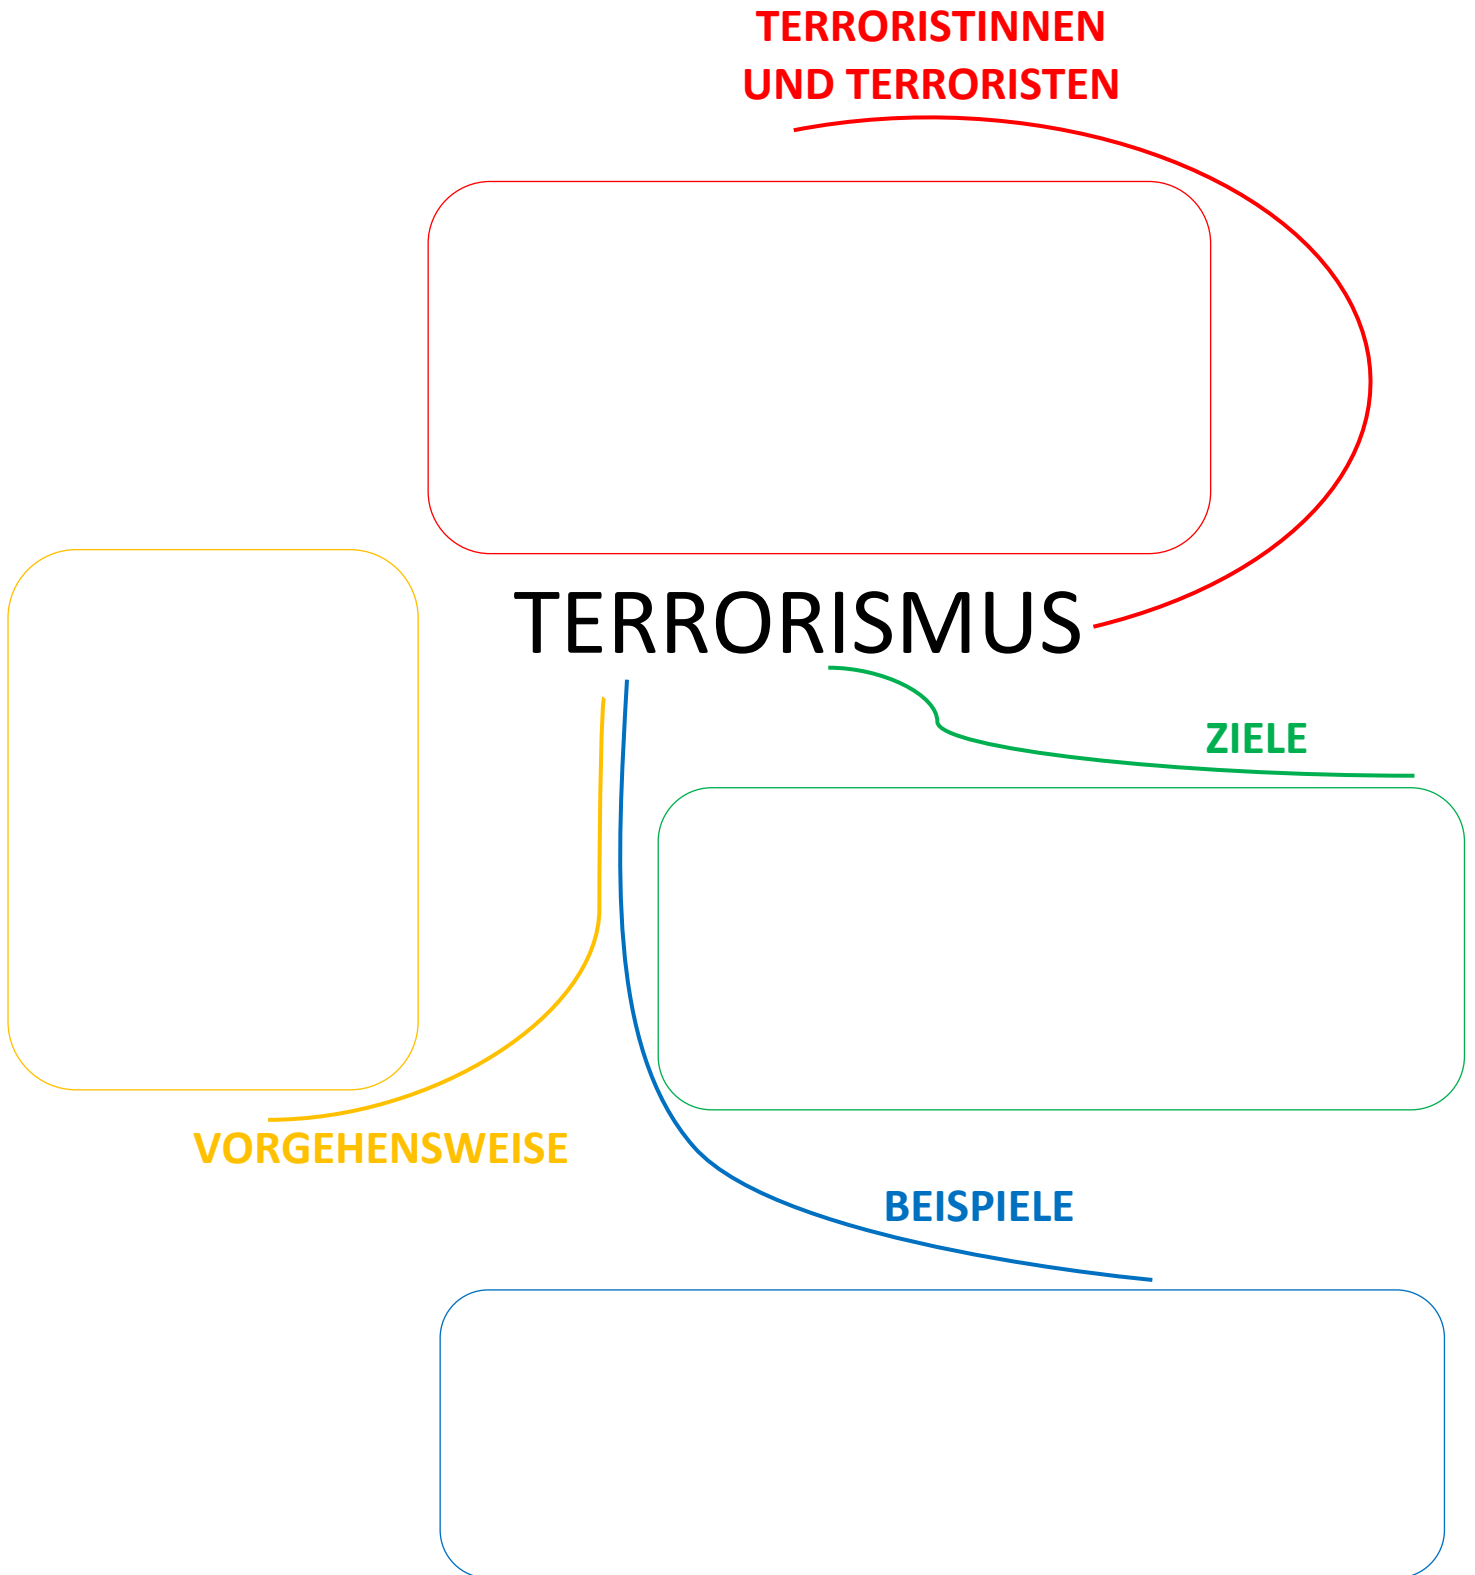 TERRORISTINNEN
UND TERRORISTEN
TERRORISMUS
ZIELE
VORGEHENSWEISE
BEISPIELE